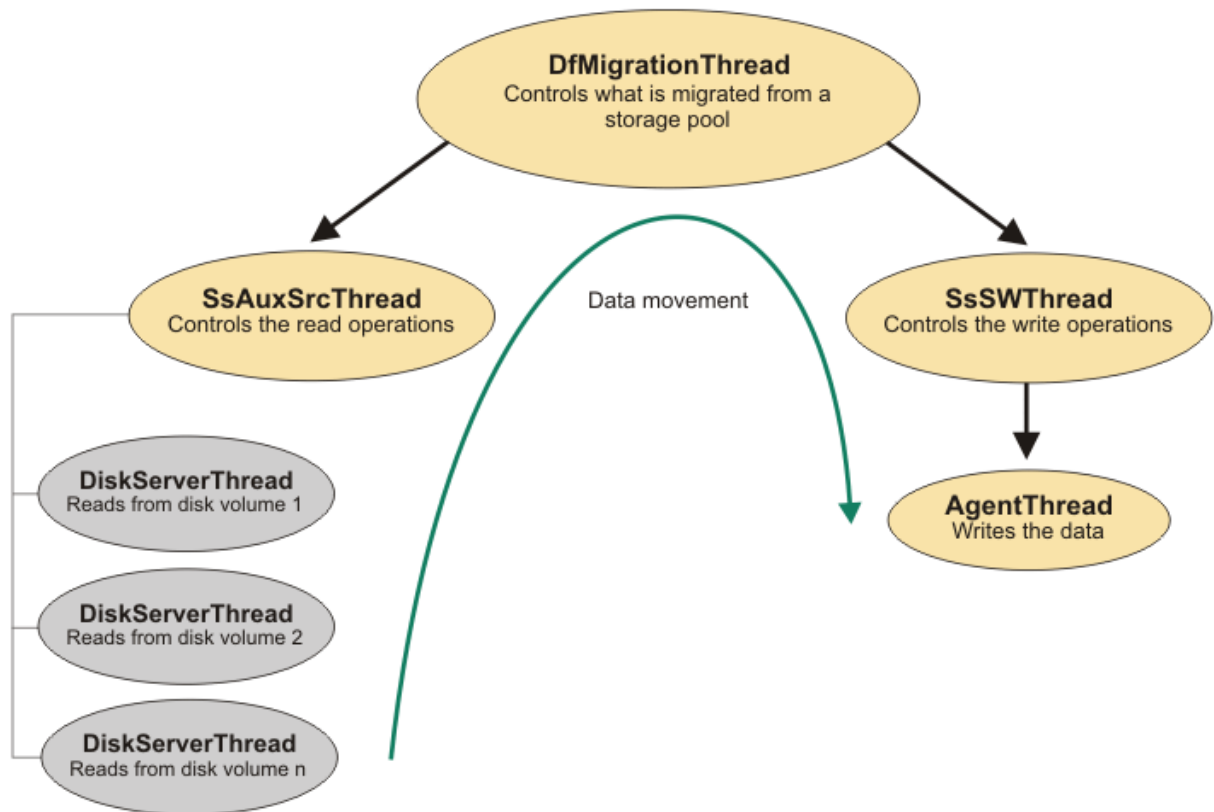 DfMigrationThread
Controls what is migrated from a
storage pool
SsAuxSrcThread
Controls the read operations
Data movement
SsSWThread
Controls the write operations
DiskServerThread
Reads from disk volume 1
AgentThread
Writes the data
DiskServerThread
Reads from disk volume 2
DiskServerThread
Reads from disk volume n